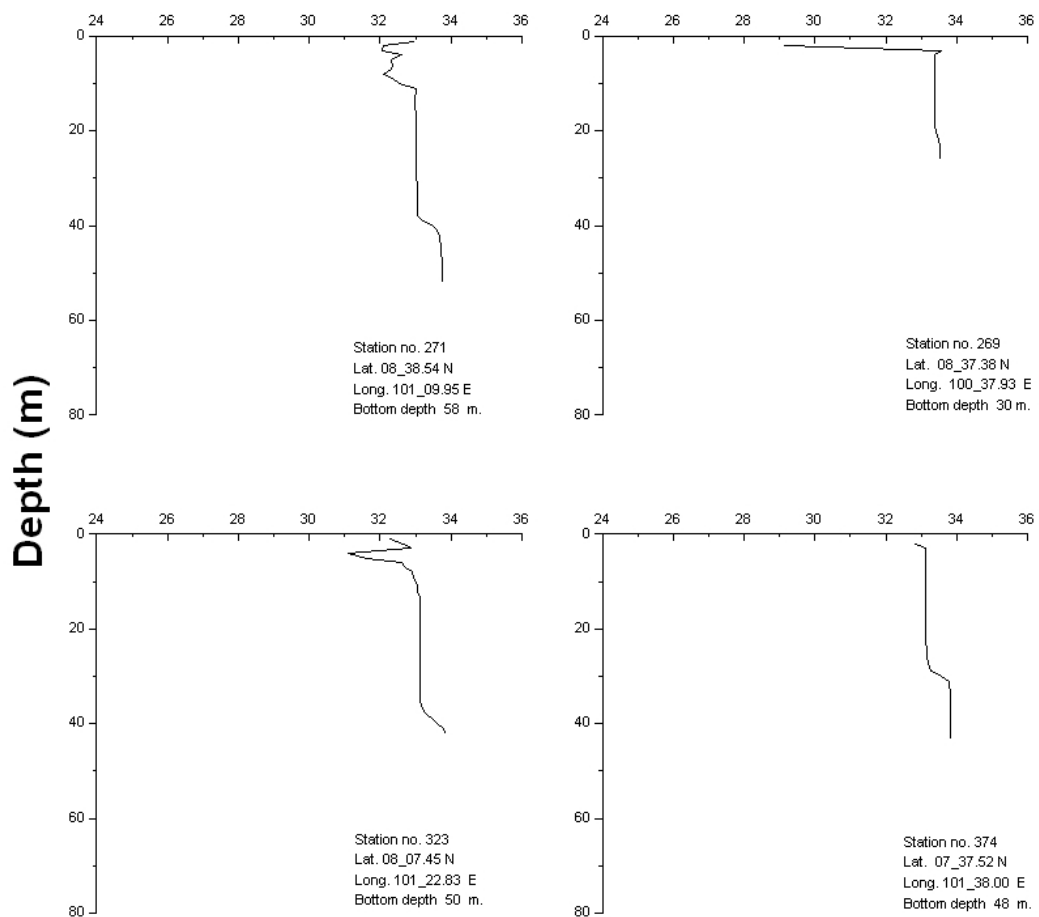 24 26 28 30 32 34 36
0
20
40
60
80
Station no. 271
Lat. 08_38.54 N
Long. 101_09.95 E
Bottom depth 58 m.
24 26 28 30 32 34 36
0
20
40
60
80
Station no. 269
Lat. 08_37.38 N
Long. 100_37.93 E
Bottom depth 30 m.
Depth (m)
24 26 28 30 32 34 36
0
20
40
60
80
Station no. 323
Lat. 08_07.45 N
Long. 101_22.83 E
Bottom depth 50 m.
24 26 28 30 32 34 36
0
20
40
60
80
Station no. 374
Lat. 07_37.52 N
Long. 101_38.00 E
Bottom depth 48 m.